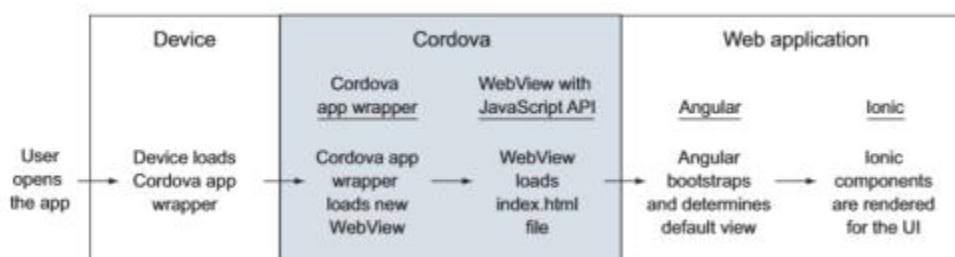 Device
Cordova
Web application
Cordova
app wrapper
WebView with
JavaScript API
Angular
Ionic
User
opens
the app
Device loads
Cordova app
wrapper
Cordova app
wrapper
loads new
WebView
WebView
loads
index.html
file
Angular
bootstraps
and determines
default view
Ionic
components
are rendered
for the UI